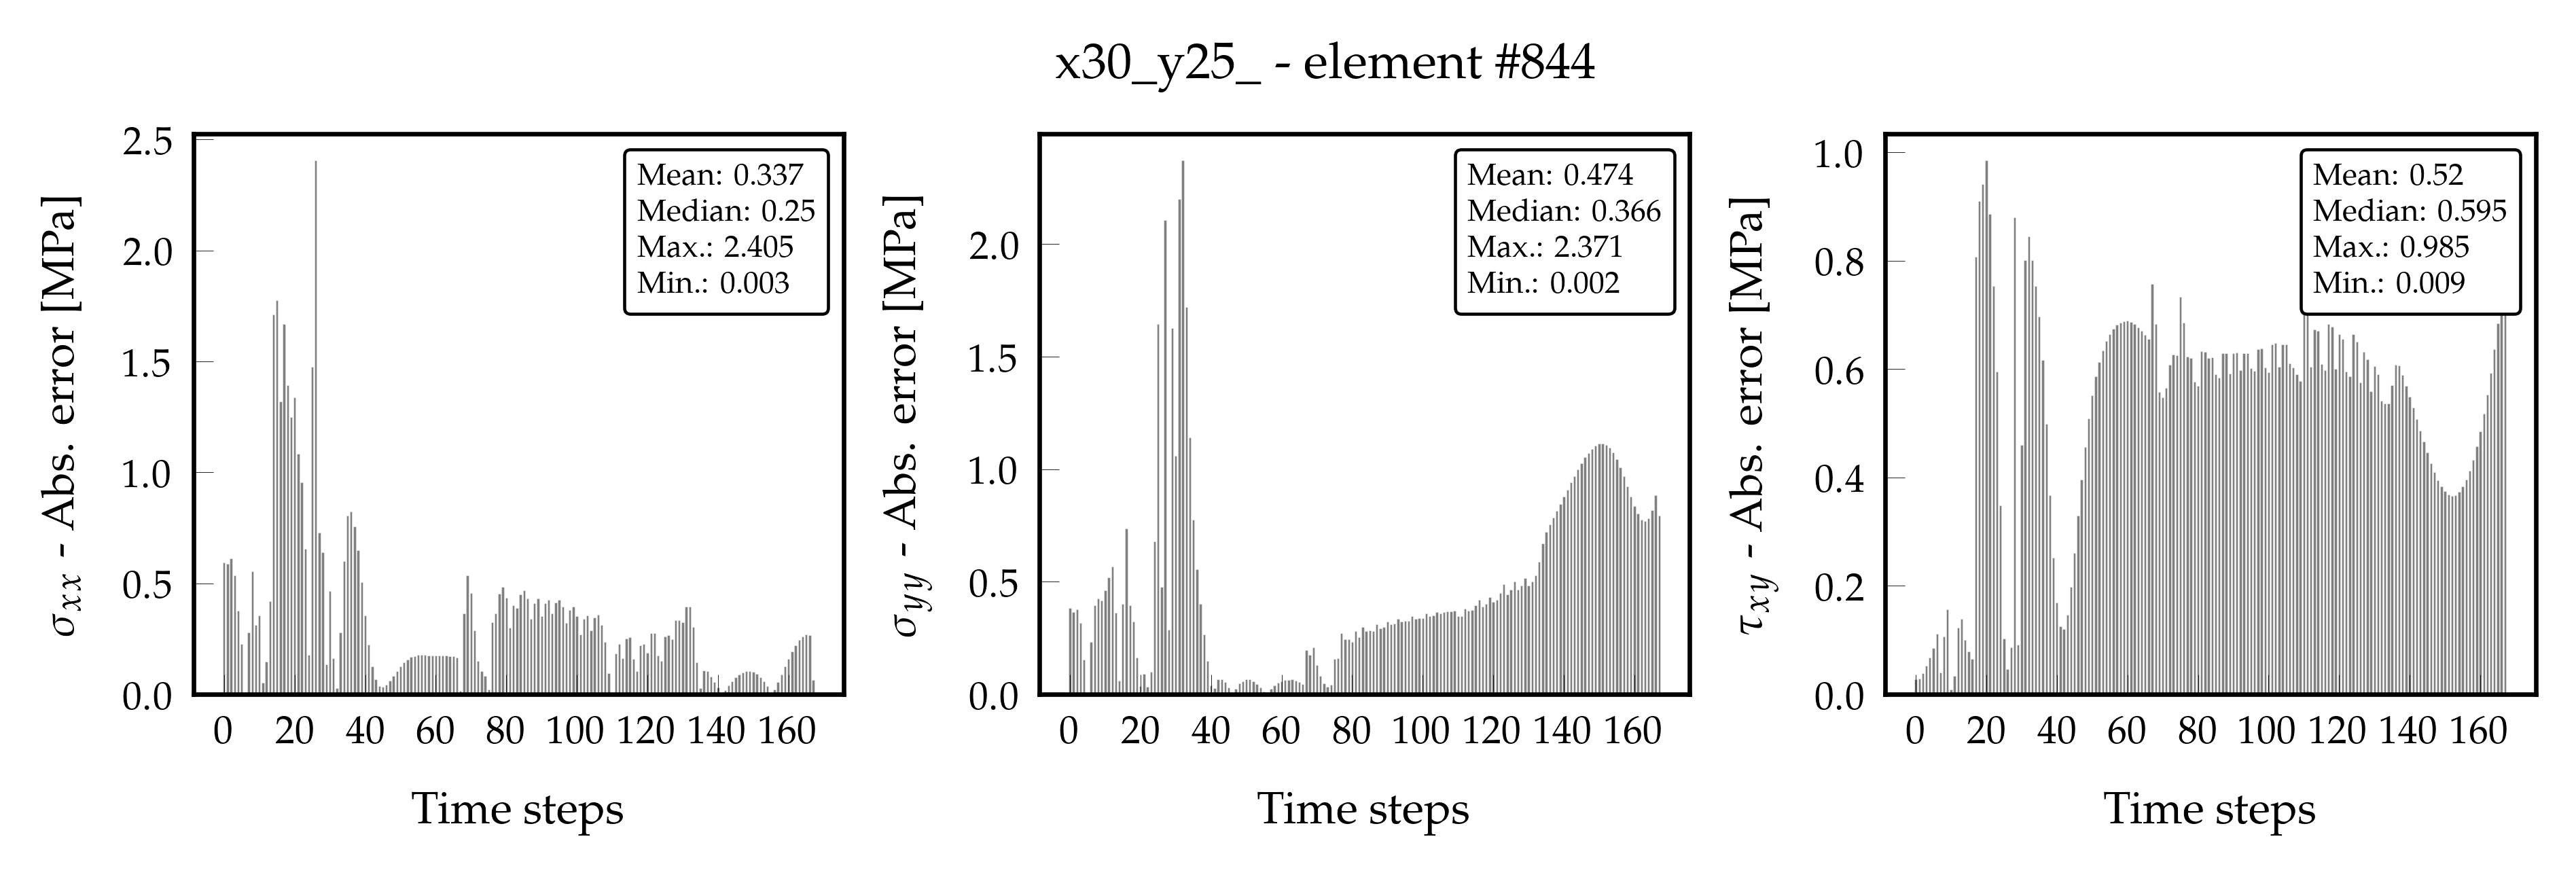 x30_y25_ - element #844
σxx - Abs. error [MPa]
2.5
2.0
1.5
1.0
0.5
0.0
Mean: 0.337
Median: 0.25
Max.: 2.405
Min.: 0.003
0 20 40 60 80 100 120 140 160
Time steps
σyy - Abs. error [MPa]
2.0
1.5
1.0
0.5
0.0
Mean: 0.474
Median: 0.366
Max.: 2.371
Min.: 0.002
0 20 40 60 80 100 120 140 160
Time steps
τxy - Abs. error [MPa]
1.0
0.8
0.6
0.4
0.2
0.0
Mean: 0.52
Median: 0.595
Max.: 0.985
Min.: 0.009
0 20 40 60 80 100 120 140 160
Time steps